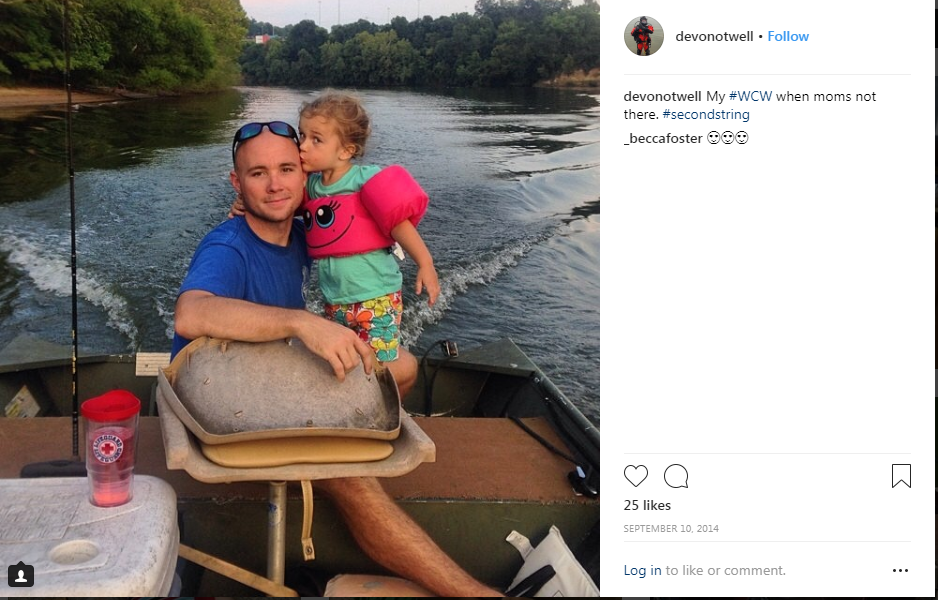 devonotwell • Follow
devonotwell My #WCW when moms not
there. #secondstring
_beccafoster 😍😍😍
25 likes
SEPTEMBER 10, 2014
Log in to like or comment.